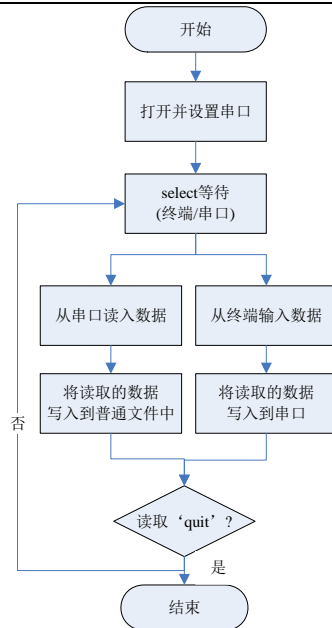 开始
打开并设置串口
select等待
(终端/串口)
从串口读入数据
从终端输入数据
将读取的数据
写入到普通文件中
将读取的数据
写入到串口
否
读取‘quit’?
是
结束